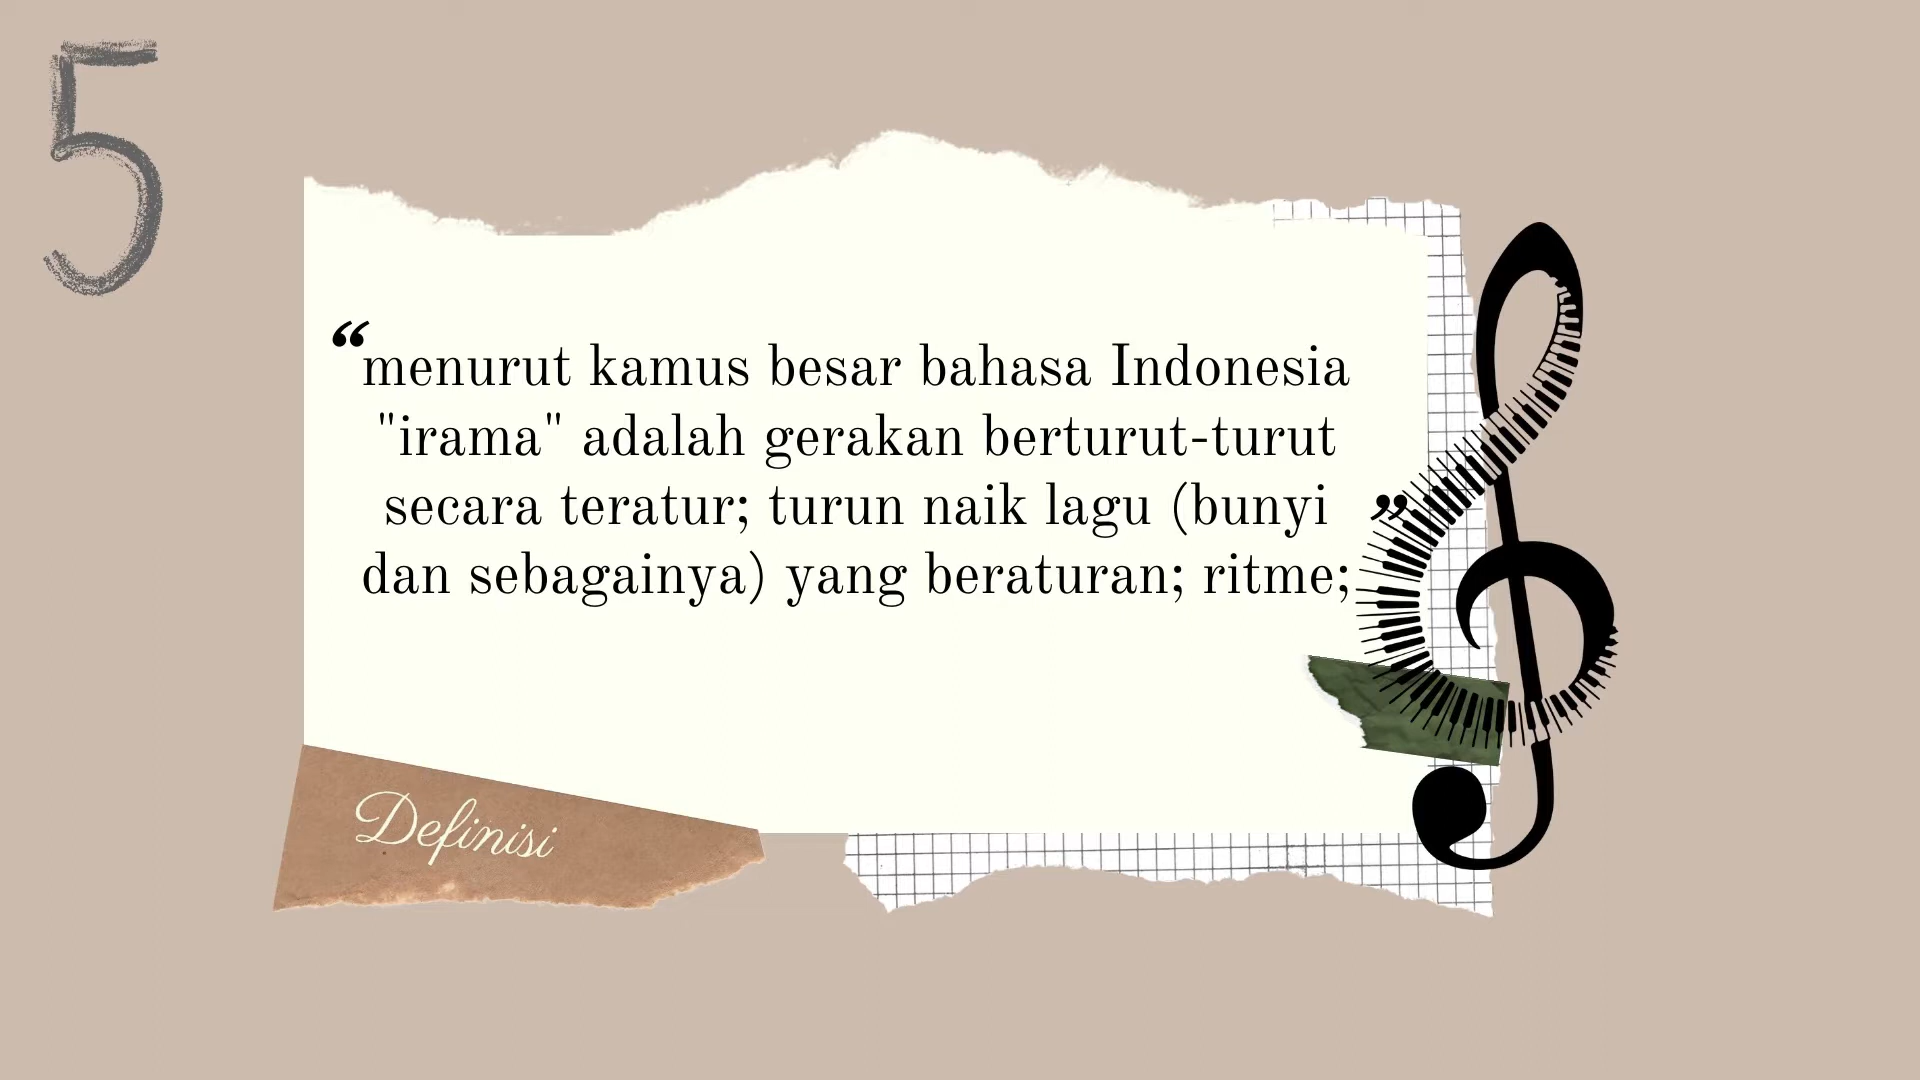 5
“menurut kamus besar bahasa Indonesia
"irama" adalah gerakan berturut-turut
secara teratur; turun naik lagu (bunyi ”
dan sebagainya) yang beraturan; ritme;
Definisi